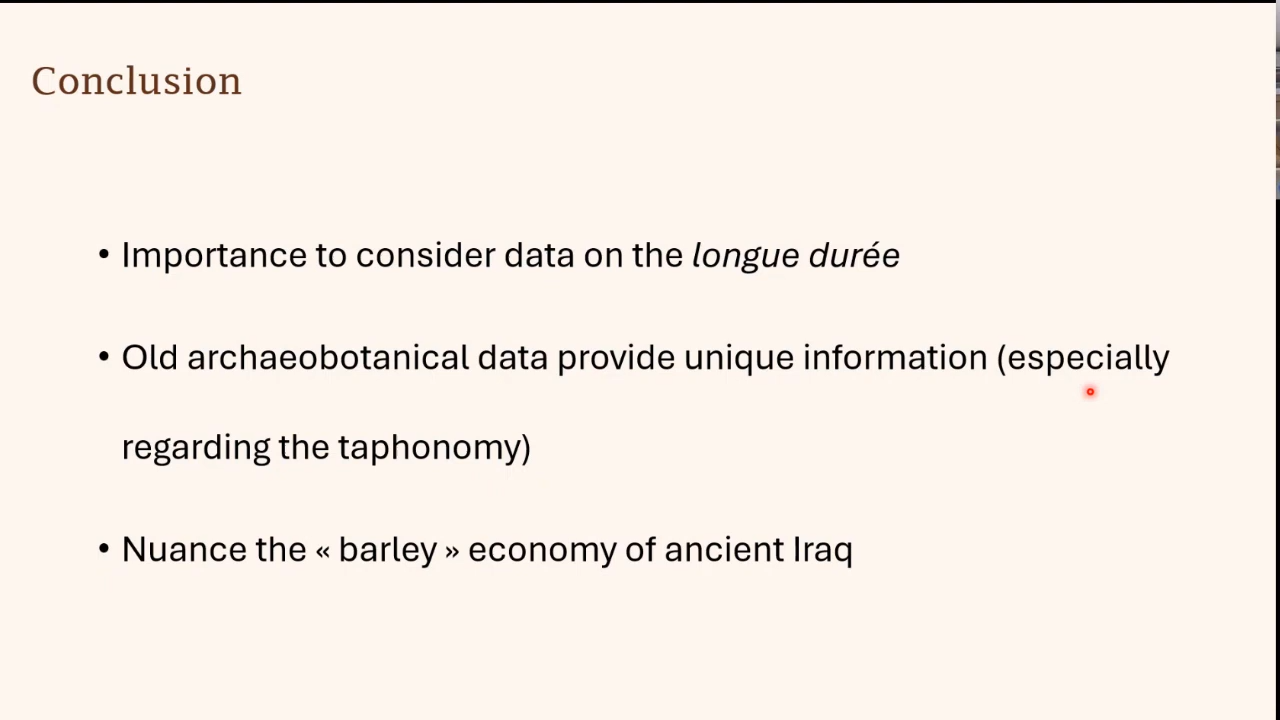 Conclusion
• Importance to consider data on the longue durée
• Old archaeobotanical data provide unique information (especially
regarding the taphonomy)
• Nuance the « barley » economy of ancient Iraq